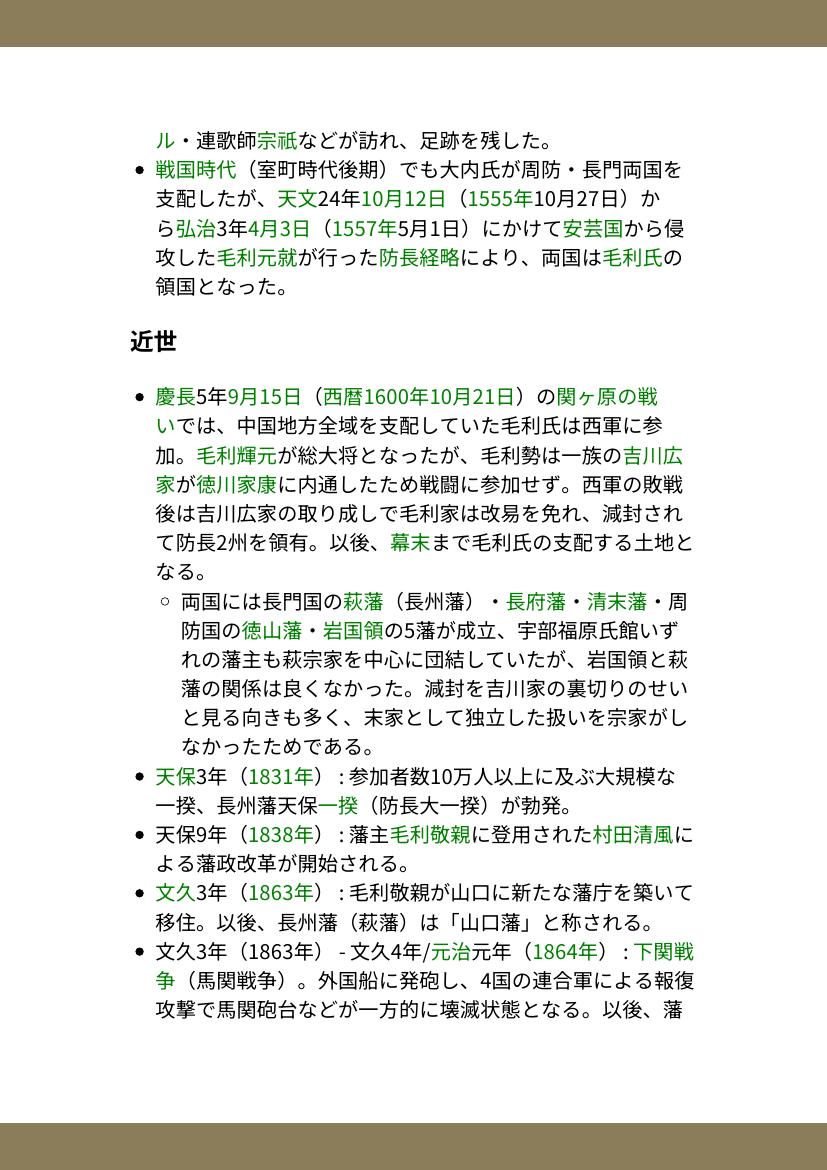 ル・連歌師宗祇などが訪れ、足跡を残した。
• 戦国時代（室町時代後期）でも大内氏が周防・長門両国を
支配したが、天文24年10月12日（1555年10月27日）か
ら弘治3年4月3日（1557年5月1日）にかけて安芸国から侵
攻した毛利元就が行った防長経略により、両国は毛利氏の
領国となった。
近世
• 慶長5年9月15日（西暦1600年10月21日）の関ヶ原の戦
いでは、中国地方全域を支配していた毛利氏は西軍に参
加。毛利輝元が総大将となったが、毛利勢は一族の吉川広
家が徳川家康に内通したため戦闘に参加せず。西軍の敗戦
後は吉川広家の取り成しで毛利家は改易を免れ、減封され
て防長2州を領有。以後、幕末まで毛利氏の支配する土地と
なる。
◦ 両国には長門国の萩藩（長州藩）・長府藩・清末藩・周
防国の徳山藩・岩国領の5藩が成立、宇部福原氏館いず
れの藩主も萩宗家を中心に団結していたが、岩国領と萩
藩の関係は良くなかった。減封を吉川家の裏切りのせい
と見る向きも多く、末家として独立した扱いを宗家がし
なかったためである。
• 天保3年（1831年） : 参加者数10万人以上に及ぶ大規模な
一揆、長州藩天保一揆（防長大一揆）が勃発。
• 天保9年（1838年） : 藩主毛利敬親に登用された村田清風に
よる藩政改革が開始される。
• 文久3年（1863年） : 毛利敬親が山口に新たな藩庁を築いて
移住。以後、長州藩（萩藩）は「山口藩」と称される。
• 文久3年（1863年） - 文久4年/元治元年（1864年） : 下関戦
争（馬関戦争）。外国船に発砲し、4国の連合軍による報復
攻撃で馬関砲台などが一方的に壊滅状態となる。以後、藩